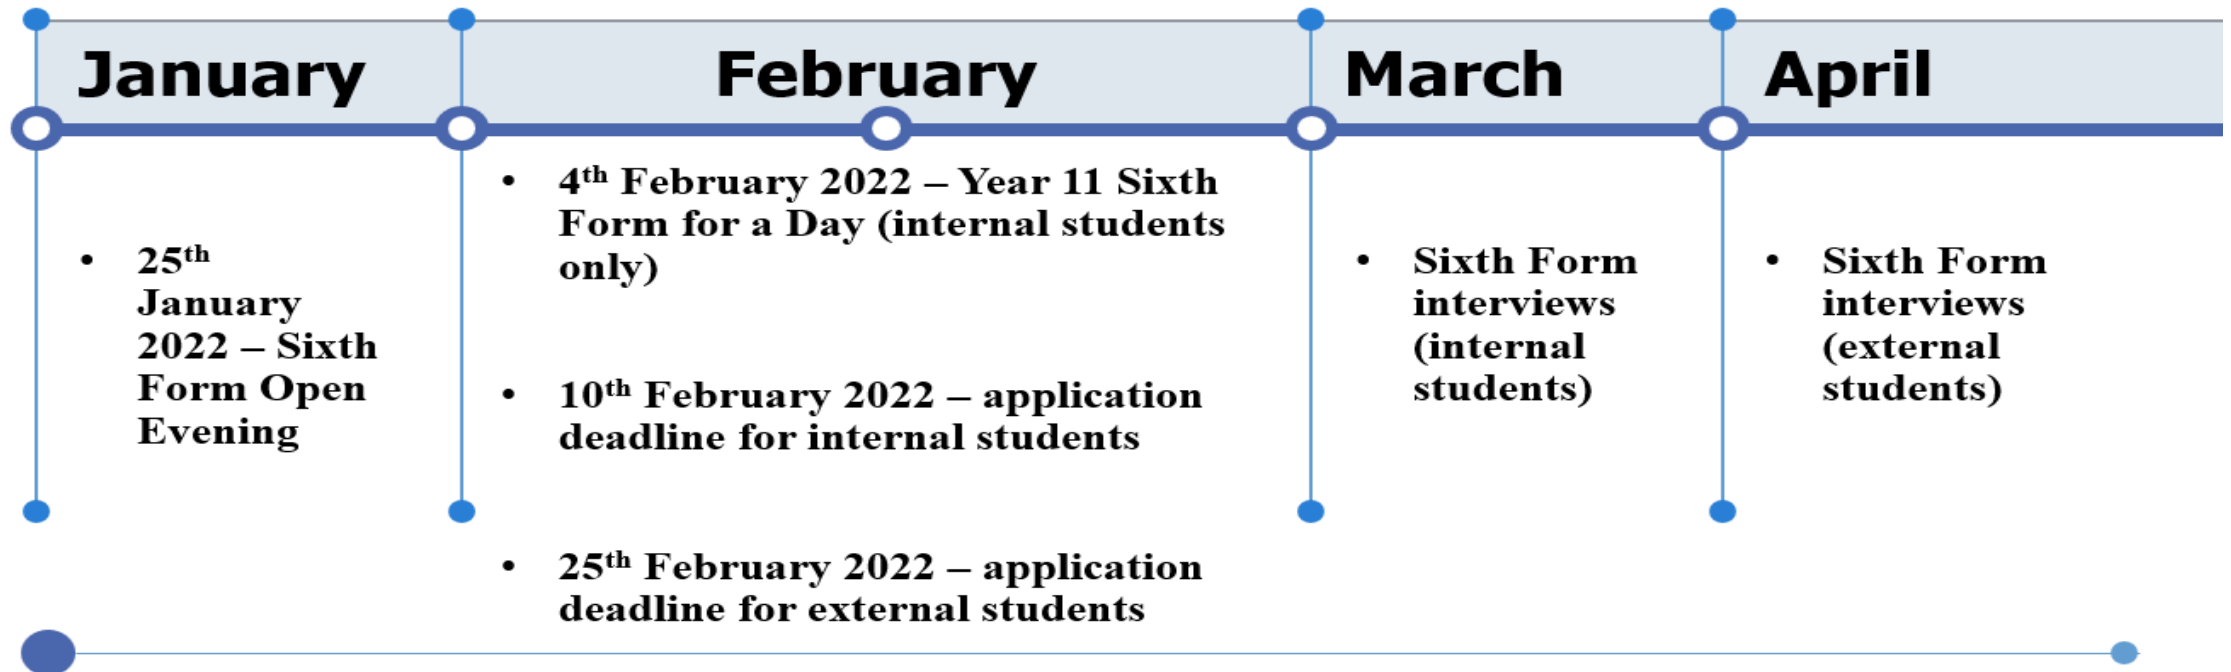 January
February
March
April
• 25th
January
2022 – Sixth
Form Open
Evening
• 4th February 2022 – Year 11 Sixth
Form for a Day (internal students
only)
• 10th February 2022 – application
deadline for internal students
• 25th February 2022 – application
deadline for external students
• Sixth Form
interviews
(internal
students)
• Sixth Form
interviews
(external
students)